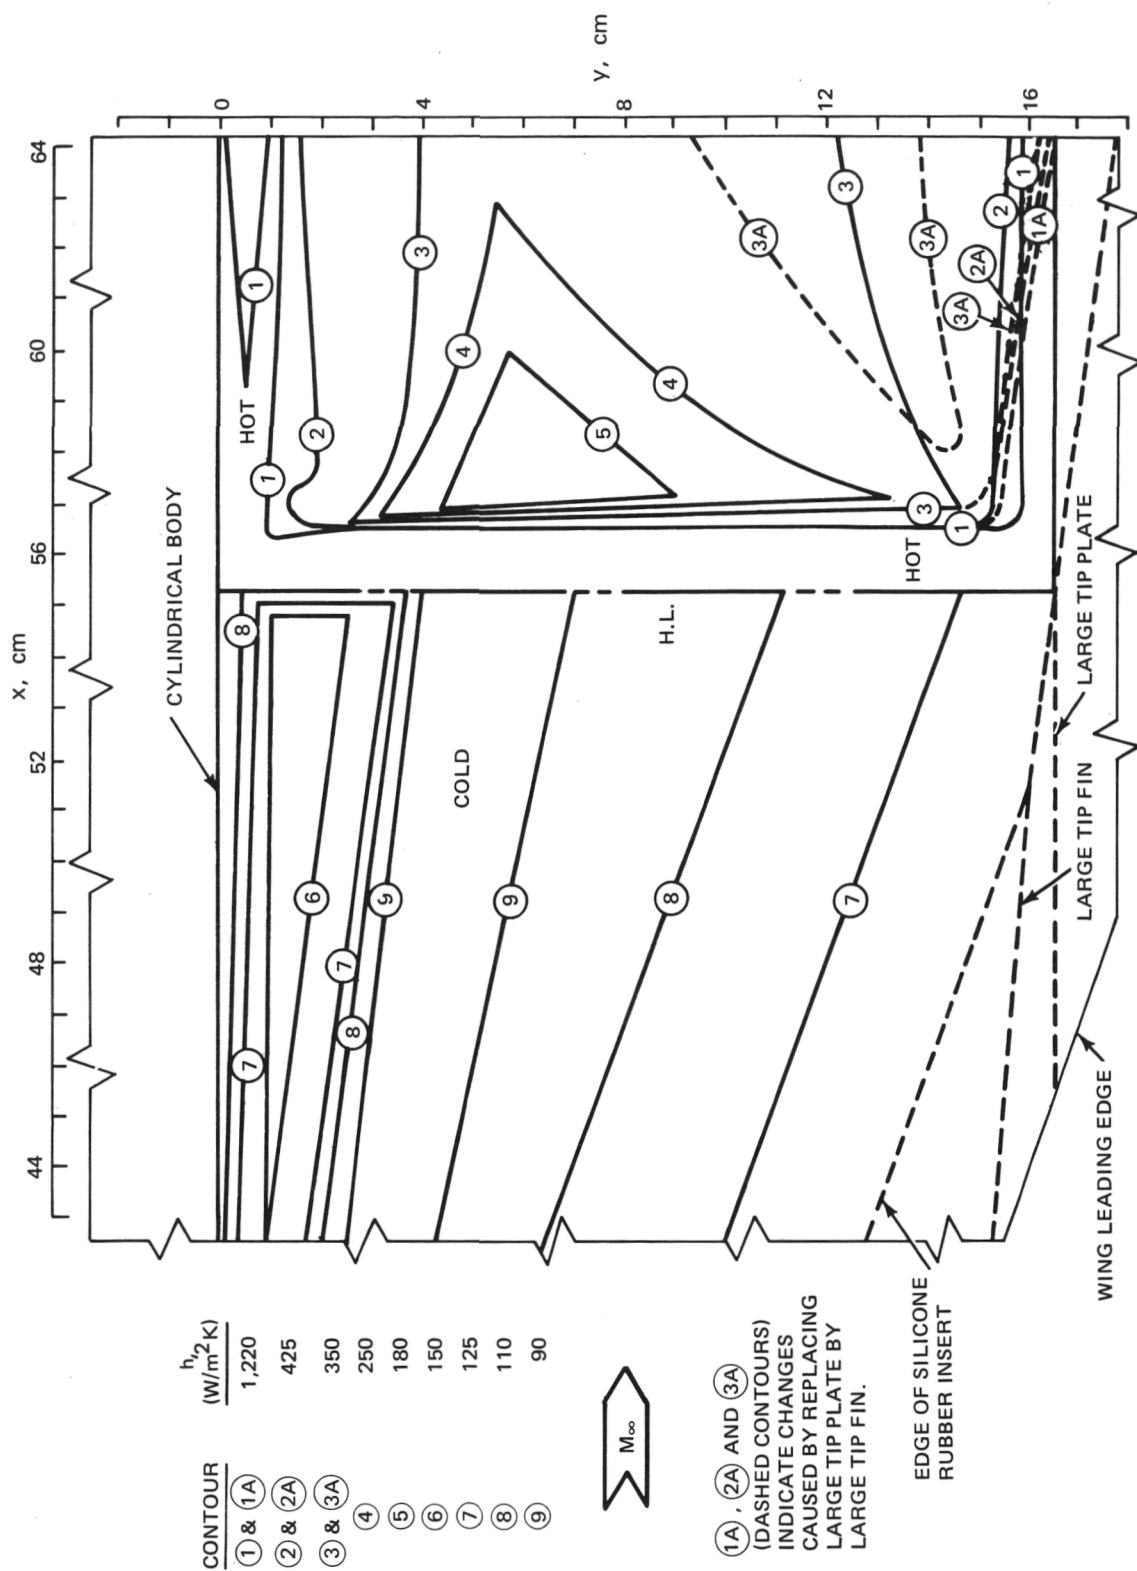 x, cm
44
48
52
56
60
64
y, cm
0
4
8
12
16
CYLINDRICAL BODY
HOT
COLD
H.L.
HOT
8
7
6
7
8
9
9
8
7
1
1
2
3
4
4
5
3A
3
3A
3
1
2
1
2A
1A
3A
LARGE TIP PLATE
LARGE TIP FIN
WING LEADING EDGE
EDGE OF SILICONE
RUBBER INSERT
CONTOUR h, (W/m²K)
1 & 1A 1,220
2 & 2A 425
3 & 3A 350
4 250
5 180
6 150
7 125
8 110
9 90
M∞
1A, 2A AND 3A
(DASHED CONTOURS)
INDICATE CHANGES
CAUSED BY REPLACING
LARGE TIP PLATE BY
LARGE TIP FIN.